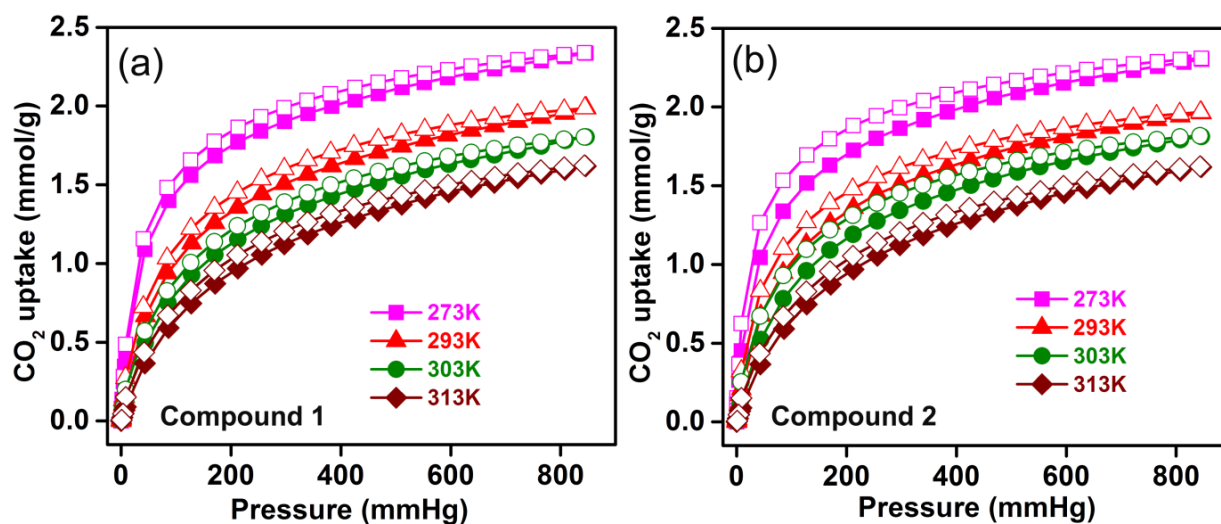 (a)
CO2 uptake (mmol/g)
2.5
2.0
1.5
1.0
0.5
0.0
273K
293K
303K
313K
Compound 1
0 200 400 600 800
Pressure (mmHg)
(b)
CO2 uptake (mmol/g)
2.5
2.0
1.5
1.0
0.5
0.0
273K
293K
303K
313K
Compound 2
0 200 400 600 800
Pressure (mmHg)